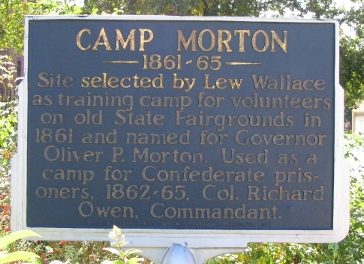 CAMP MORTON
1861-65
Site selected by Lew Wallace
as training camp for volunteers
on old State Fairgrounds in
1861 and named for Governor
Oliver P. Morton. Used as a
camp for Confederate pris-
oners, 1862-65. Col. Richard
Owen, Commandant.